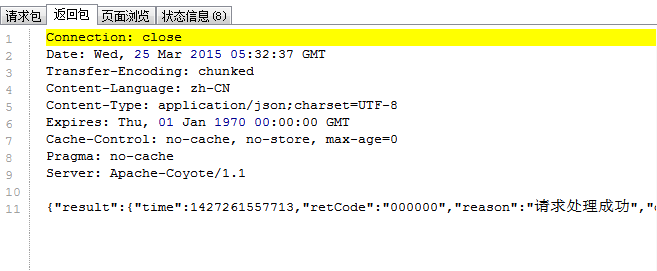 请求包 返回包 页面浏览 状态信息(8)
1 Connection: close
2 Date: Wed, 25 Mar 2015 05:32:37 GMT
3 Transfer-Encoding: chunked
4 Content-Language: zh-CN
5 Content-Type: application/json;charset=UTF-8
6 Expires: Thu, 01 Jan 1970 00:00:00 GMT
7 Cache-Control: no-cache, no-store, max-age=0
8 Pragma: no-cache
9 Server: Apache-Coyote/1.1
10
11 {"result":{"time":1427261557713,"retCode":"000000","reason":"请求处理成功","